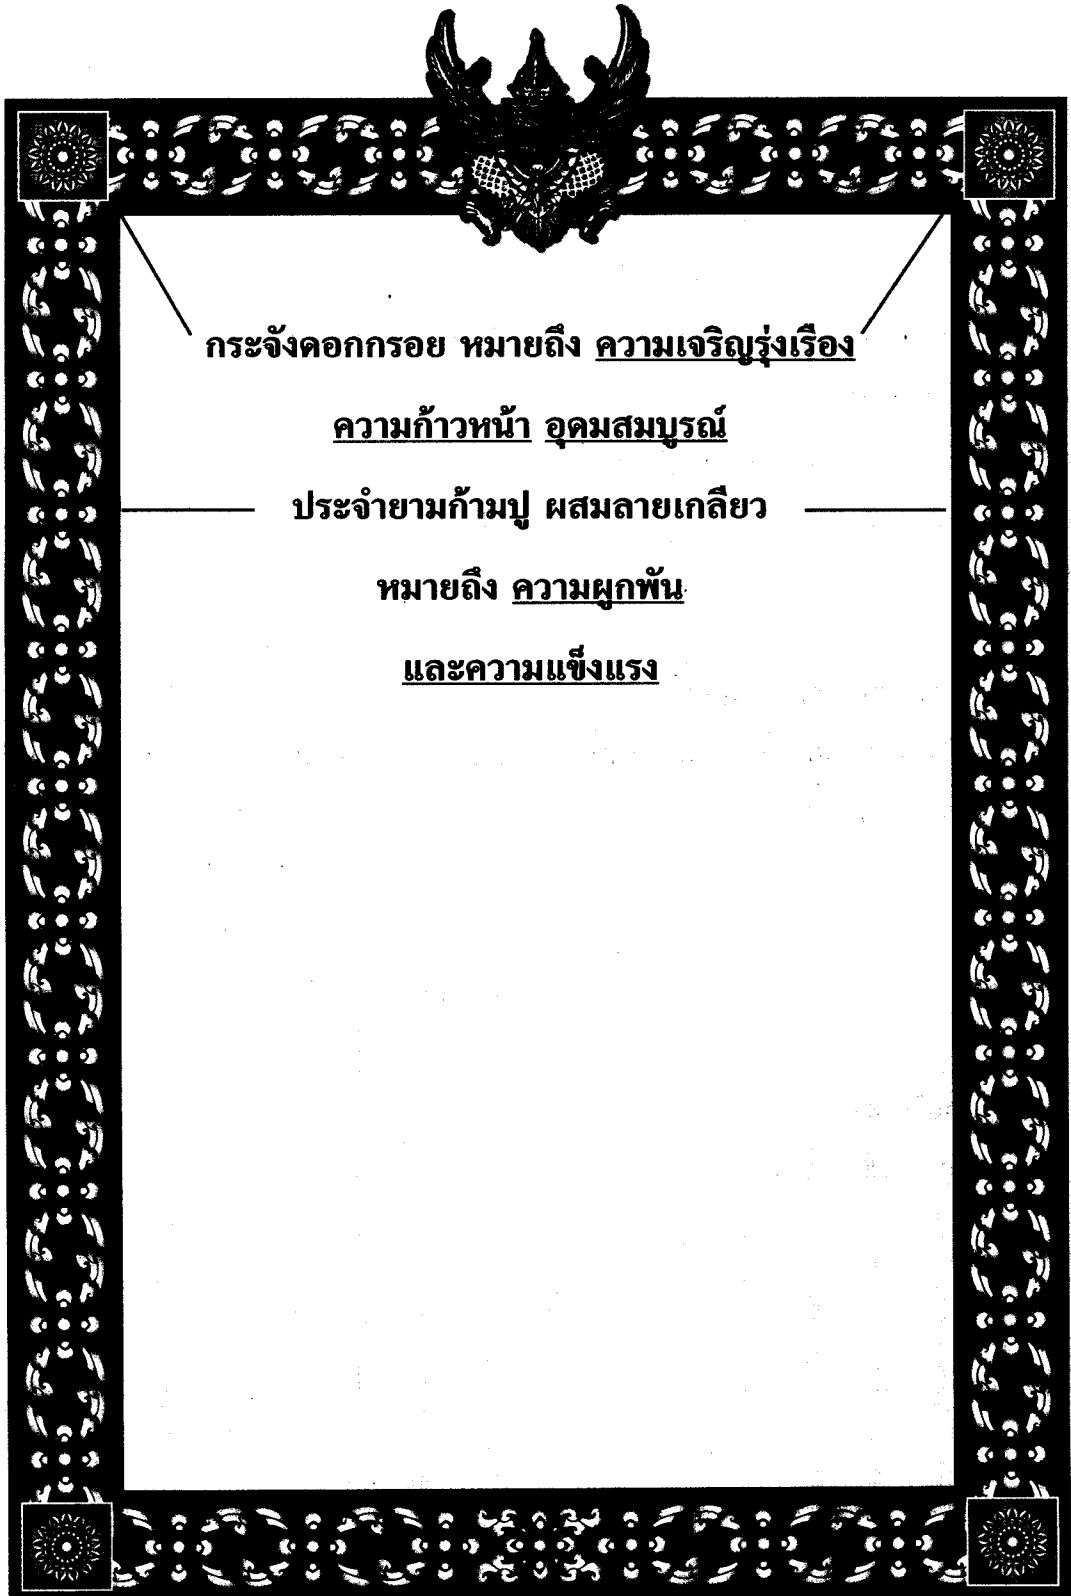 กระจังดอกกรอย หมายถึง ความเจริญรุ่งเรือง
ความก้าวหน้า อุดมสมบูรณ์
ประจำยามก้ามปู ผสมลายเกลียว
หมายถึง ความผูกพัน
และความแข็งแรง